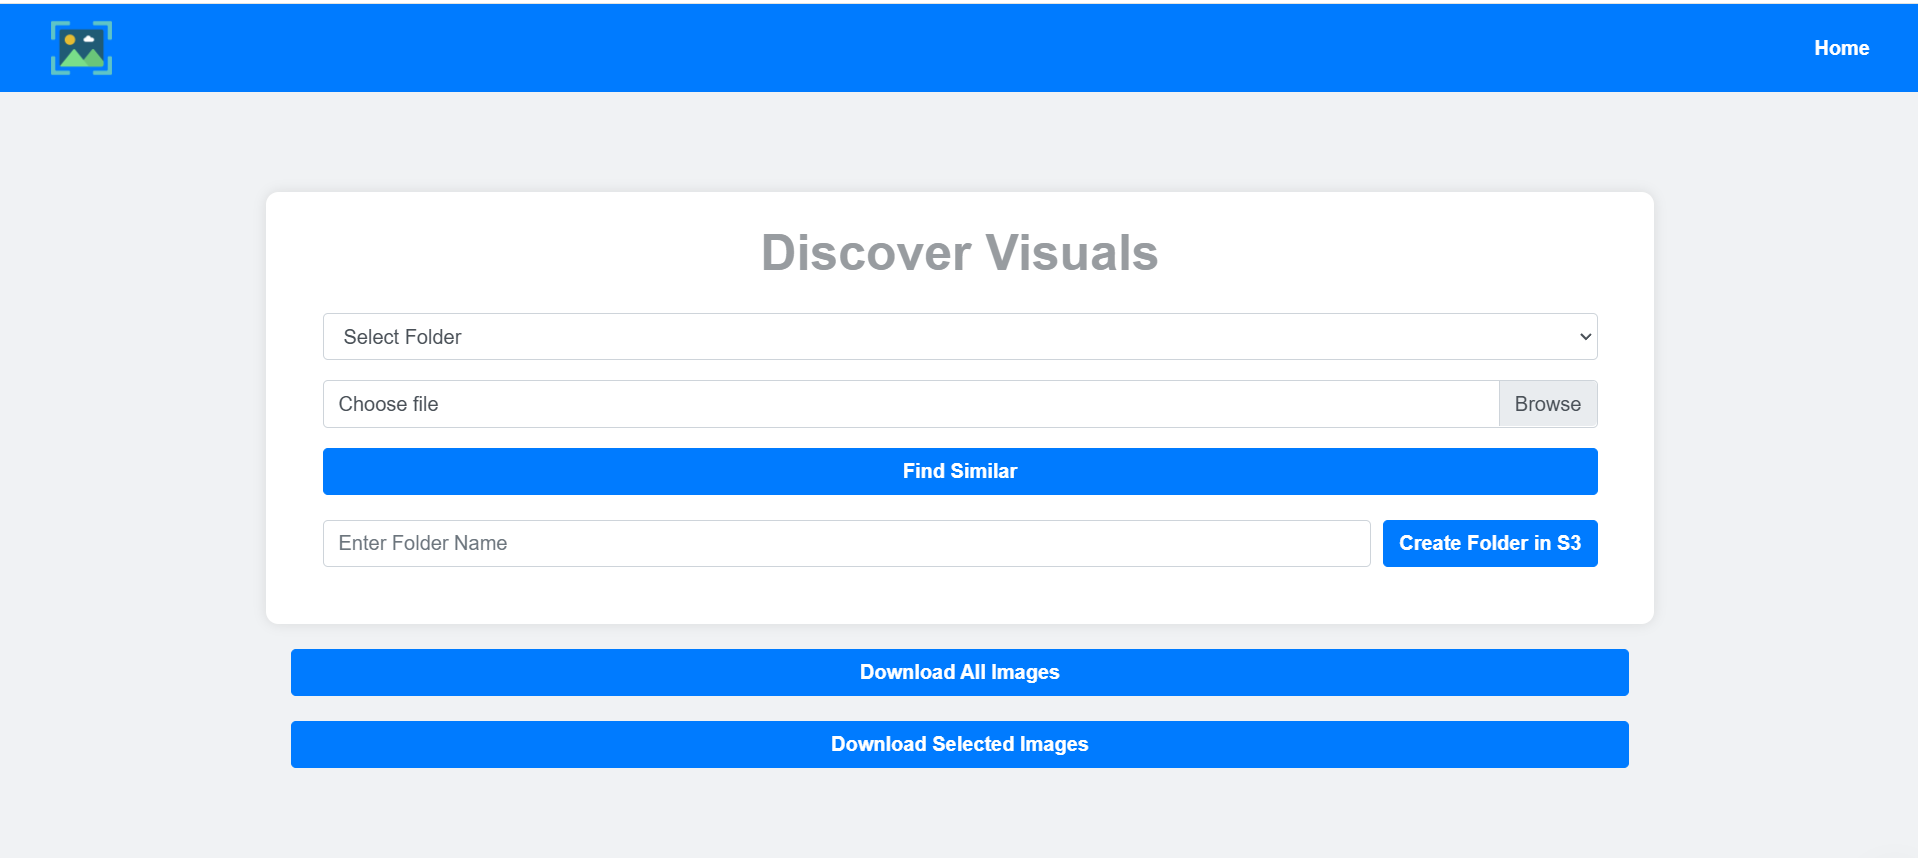 Home
Discover Visuals
Select Folder
Choose file Browse
Find Similar
Enter Folder Name Create Folder in S3
Download All Images
Download Selected Images